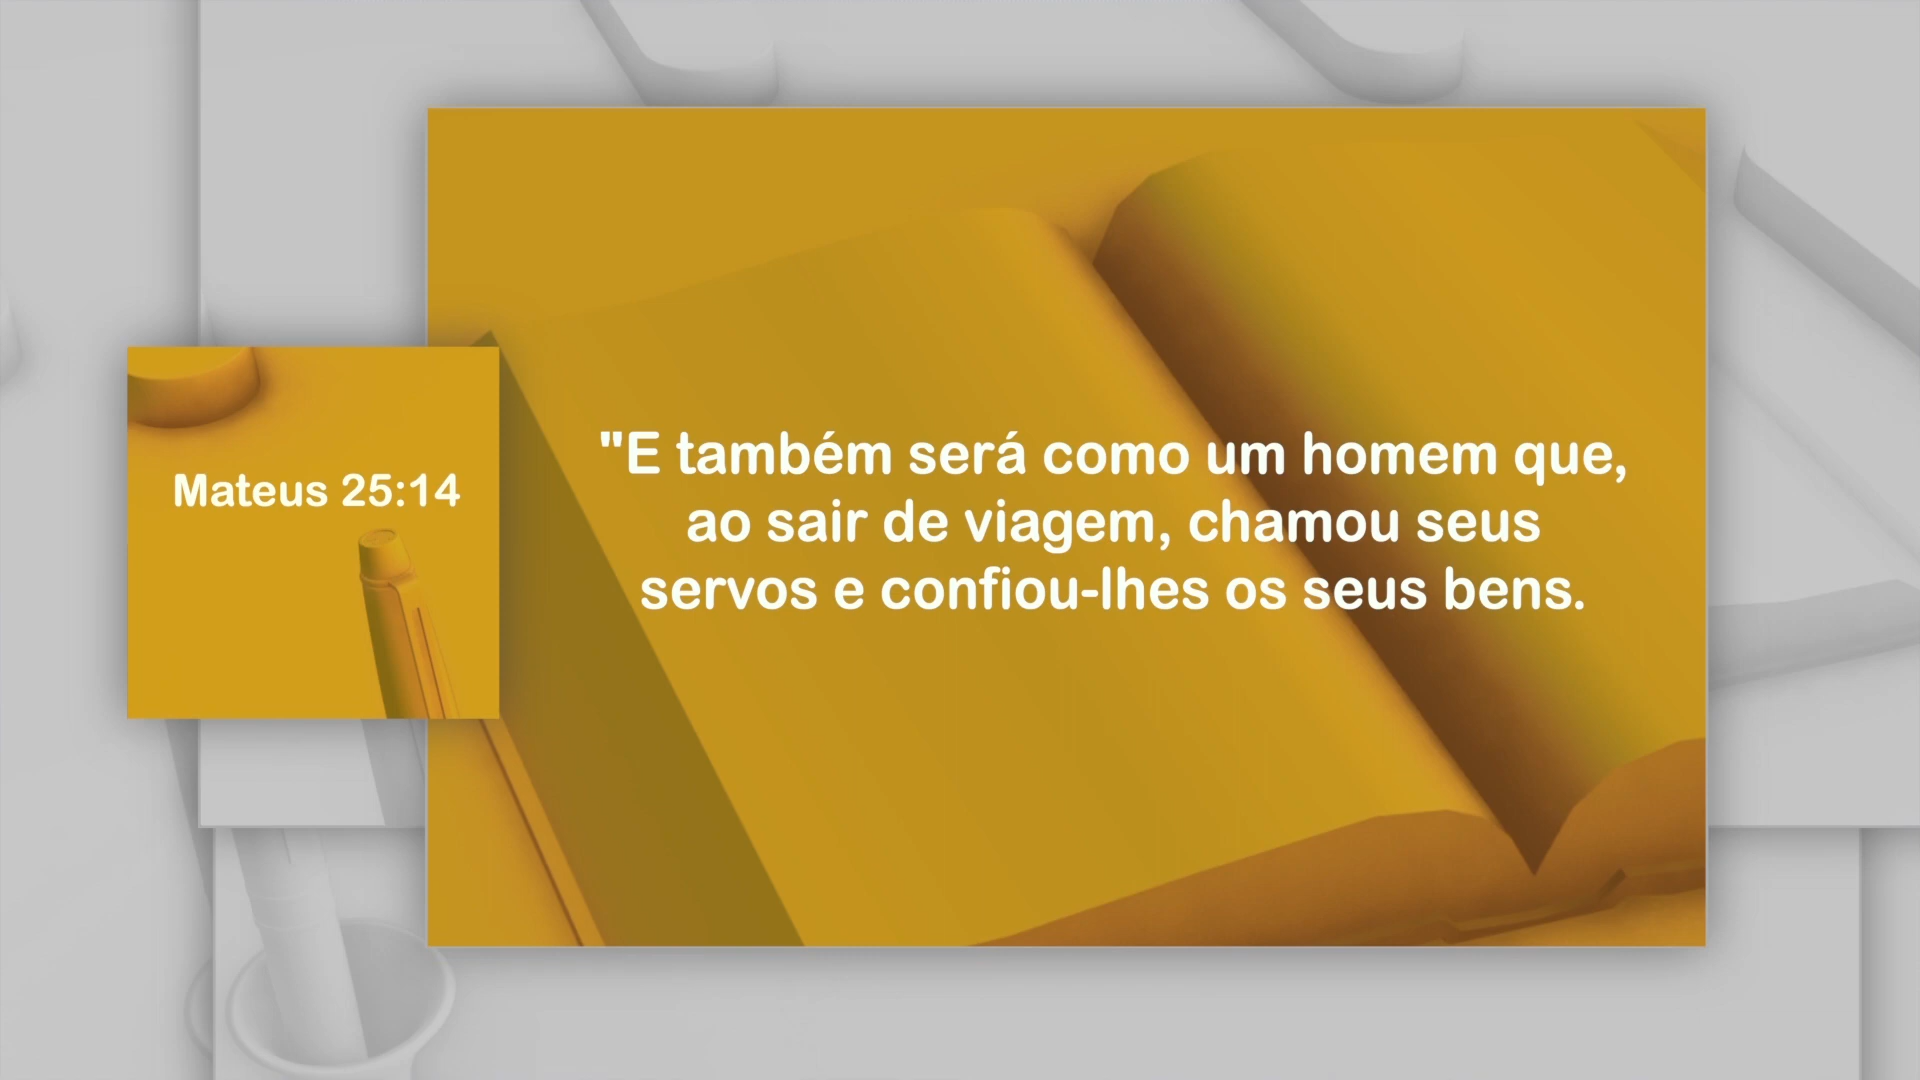 Mateus 25:14
"E também será como um homem que,
ao sair de viagem, chamou seus
servos e confiou-lhes os seus bens.